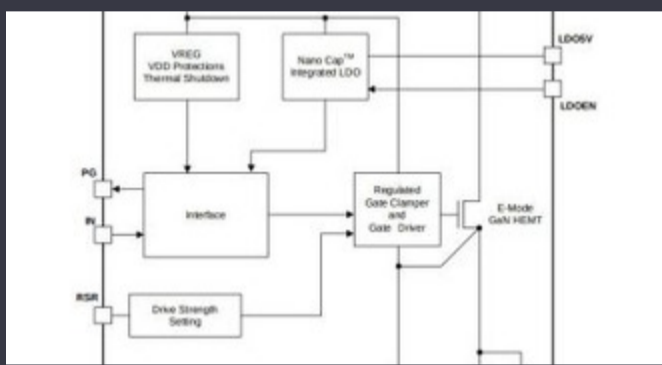 VREG
VDD Protections
Thermal Shutdown
Nano Cap™
Integrated LDO
LDO5V
LDOEN
PG
IN
Interface
Regulated
Gate Clamper
and
Gate Driver
E-Mode
GaN HEMT
RSR
Drive Strength
Setting